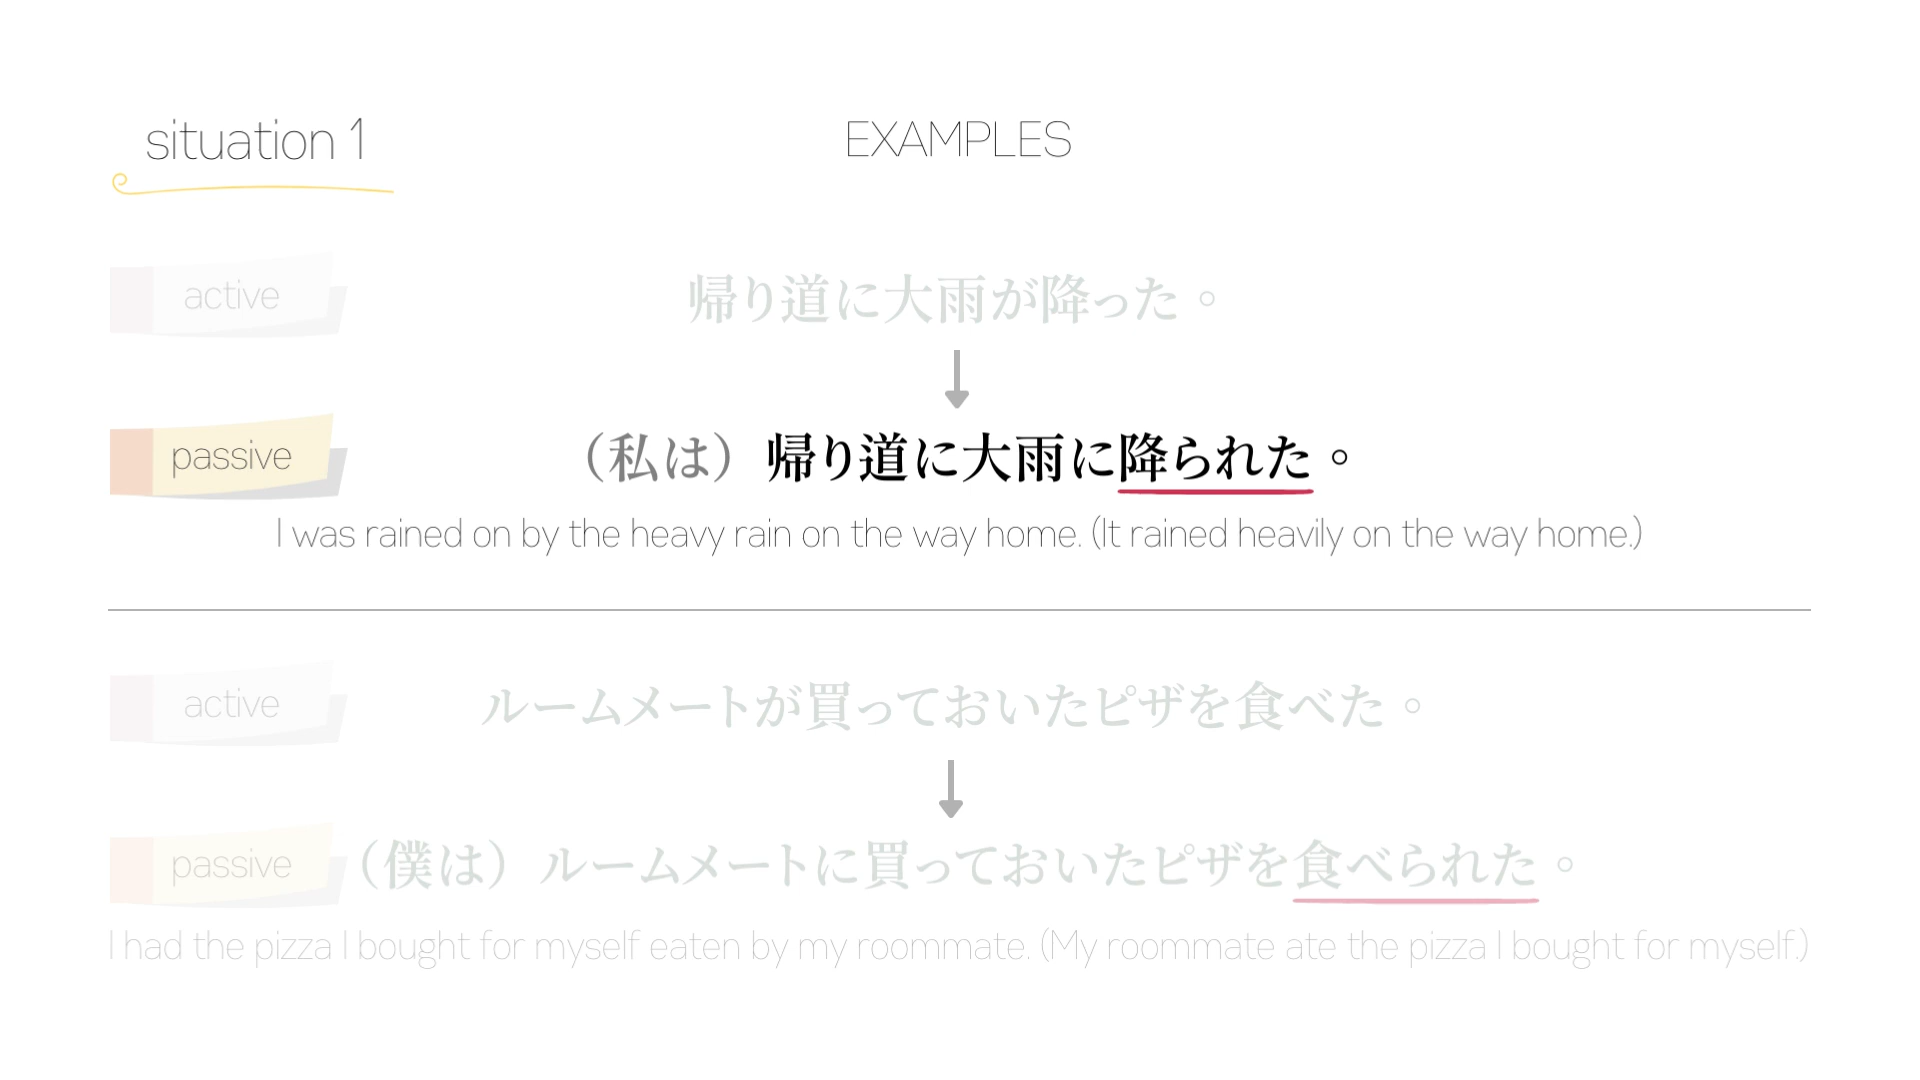 situation 1
EXAMPLES
active
帰り道に大雨が降った。
passive
（私は）帰り道に大雨に降られた。
I was rained on by the heavy rain on the way home. (It rained heavily on the way home.)
active
ルームメートが買っておいたピザを食べた。
passive
（僕は）ルームメートに買っておいたピザを食べられた。
I had the pizza I bought for myself eaten by my roommate. (My roommate ate the pizza I bought for myself.)